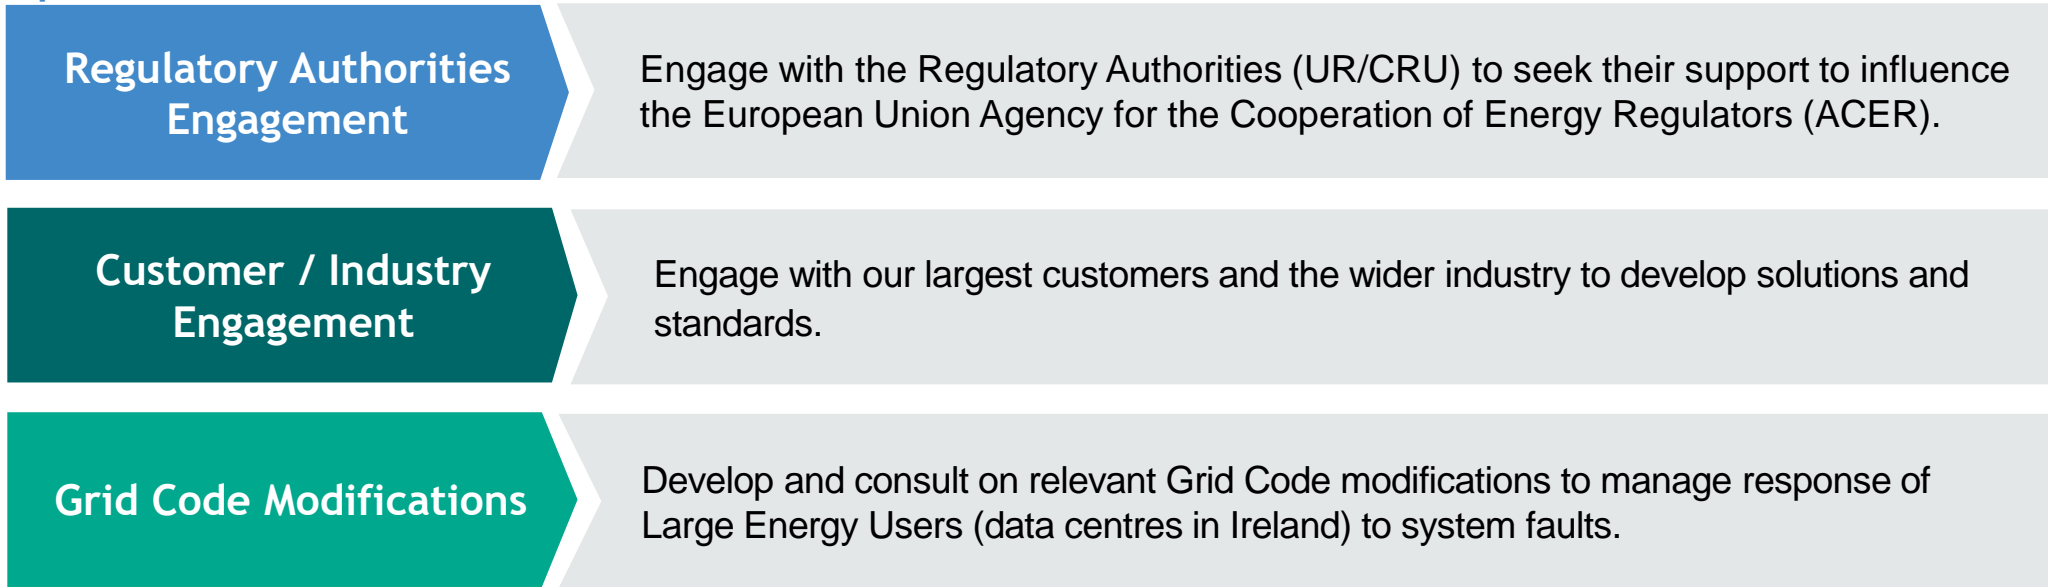 Regulatory Authorities
Engagement
Engage with the Regulatory Authorities (UR/CRU) to seek their support to influence
the European Union Agency for the Cooperation of Energy Regulators (ACER).
Customer / Industry
Engagement
Engage with our largest customers and the wider industry to develop solutions and
standards.
Grid Code Modifications
Develop and consult on relevant Grid Code modifications to manage response of
Large Energy Users (data centres in Ireland) to system faults.